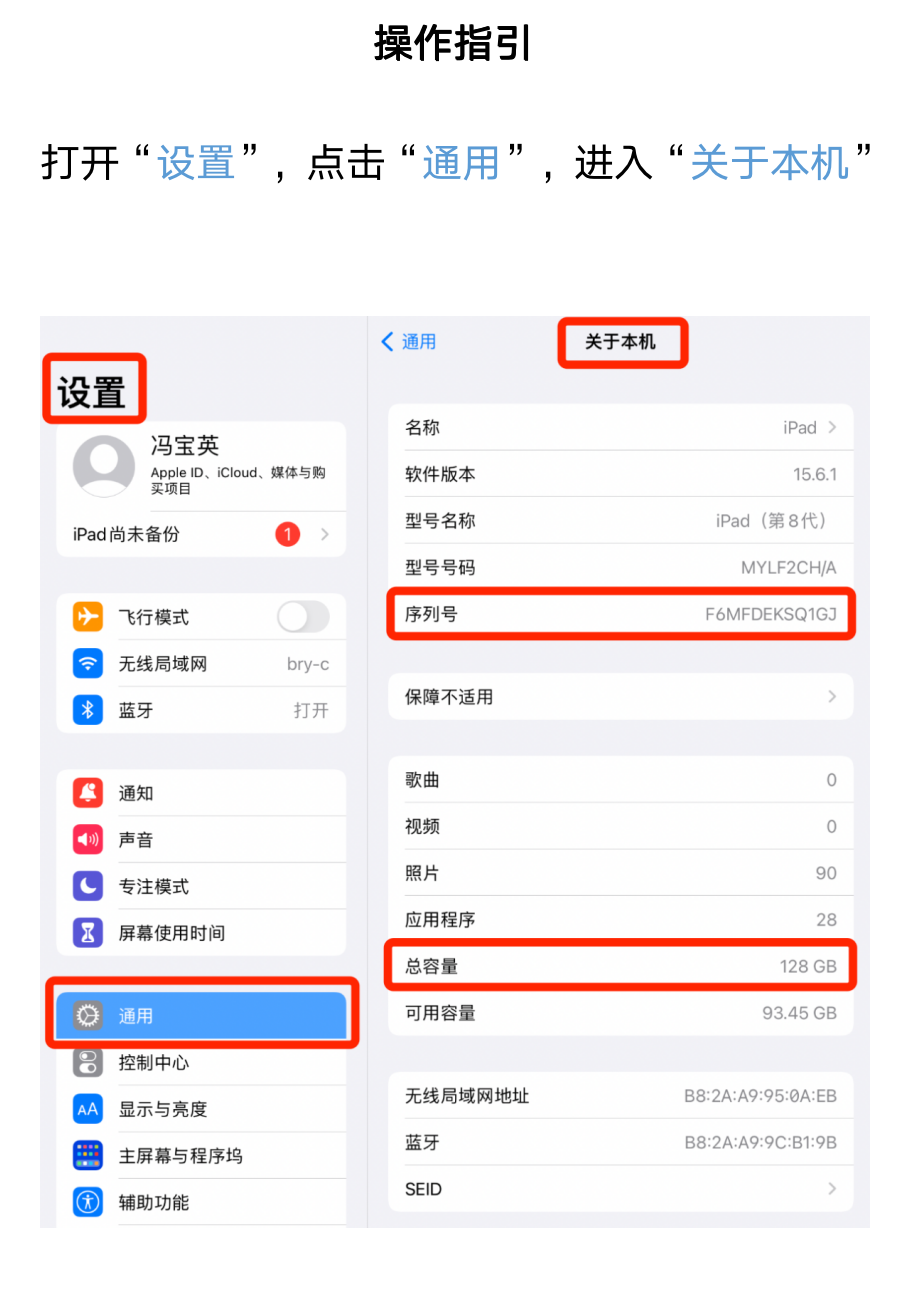 操作指引
打开“设置”，点击“通用”，进入“关于本机”
设置
冯宝英
Apple ID、iCloud、媒体与购
买项目
iPad尚未备份 1
飞行模式
无线局域网 bry-c
蓝牙 打开
通知
声音
专注模式
屏幕使用时间
通用
控制中心
AA 显示与亮度
主屏幕与程序坞
辅助功能
通用 关于本机
名称 iPad
软件版本 15.6.1
型号名称 iPad（第8代）
型号号码 MYLF2CH/A
序列号 F6MFDEKSQ1GJ
保障不适用
歌曲 0
视频 0
照片 90
应用程序 28
总容量 128 GB
可用容量 93.45 GB
无线局域网地址 B8:2A:A9:95:0A:EB
蓝牙 B8:2A:A9:9C:B1:9B
SEID